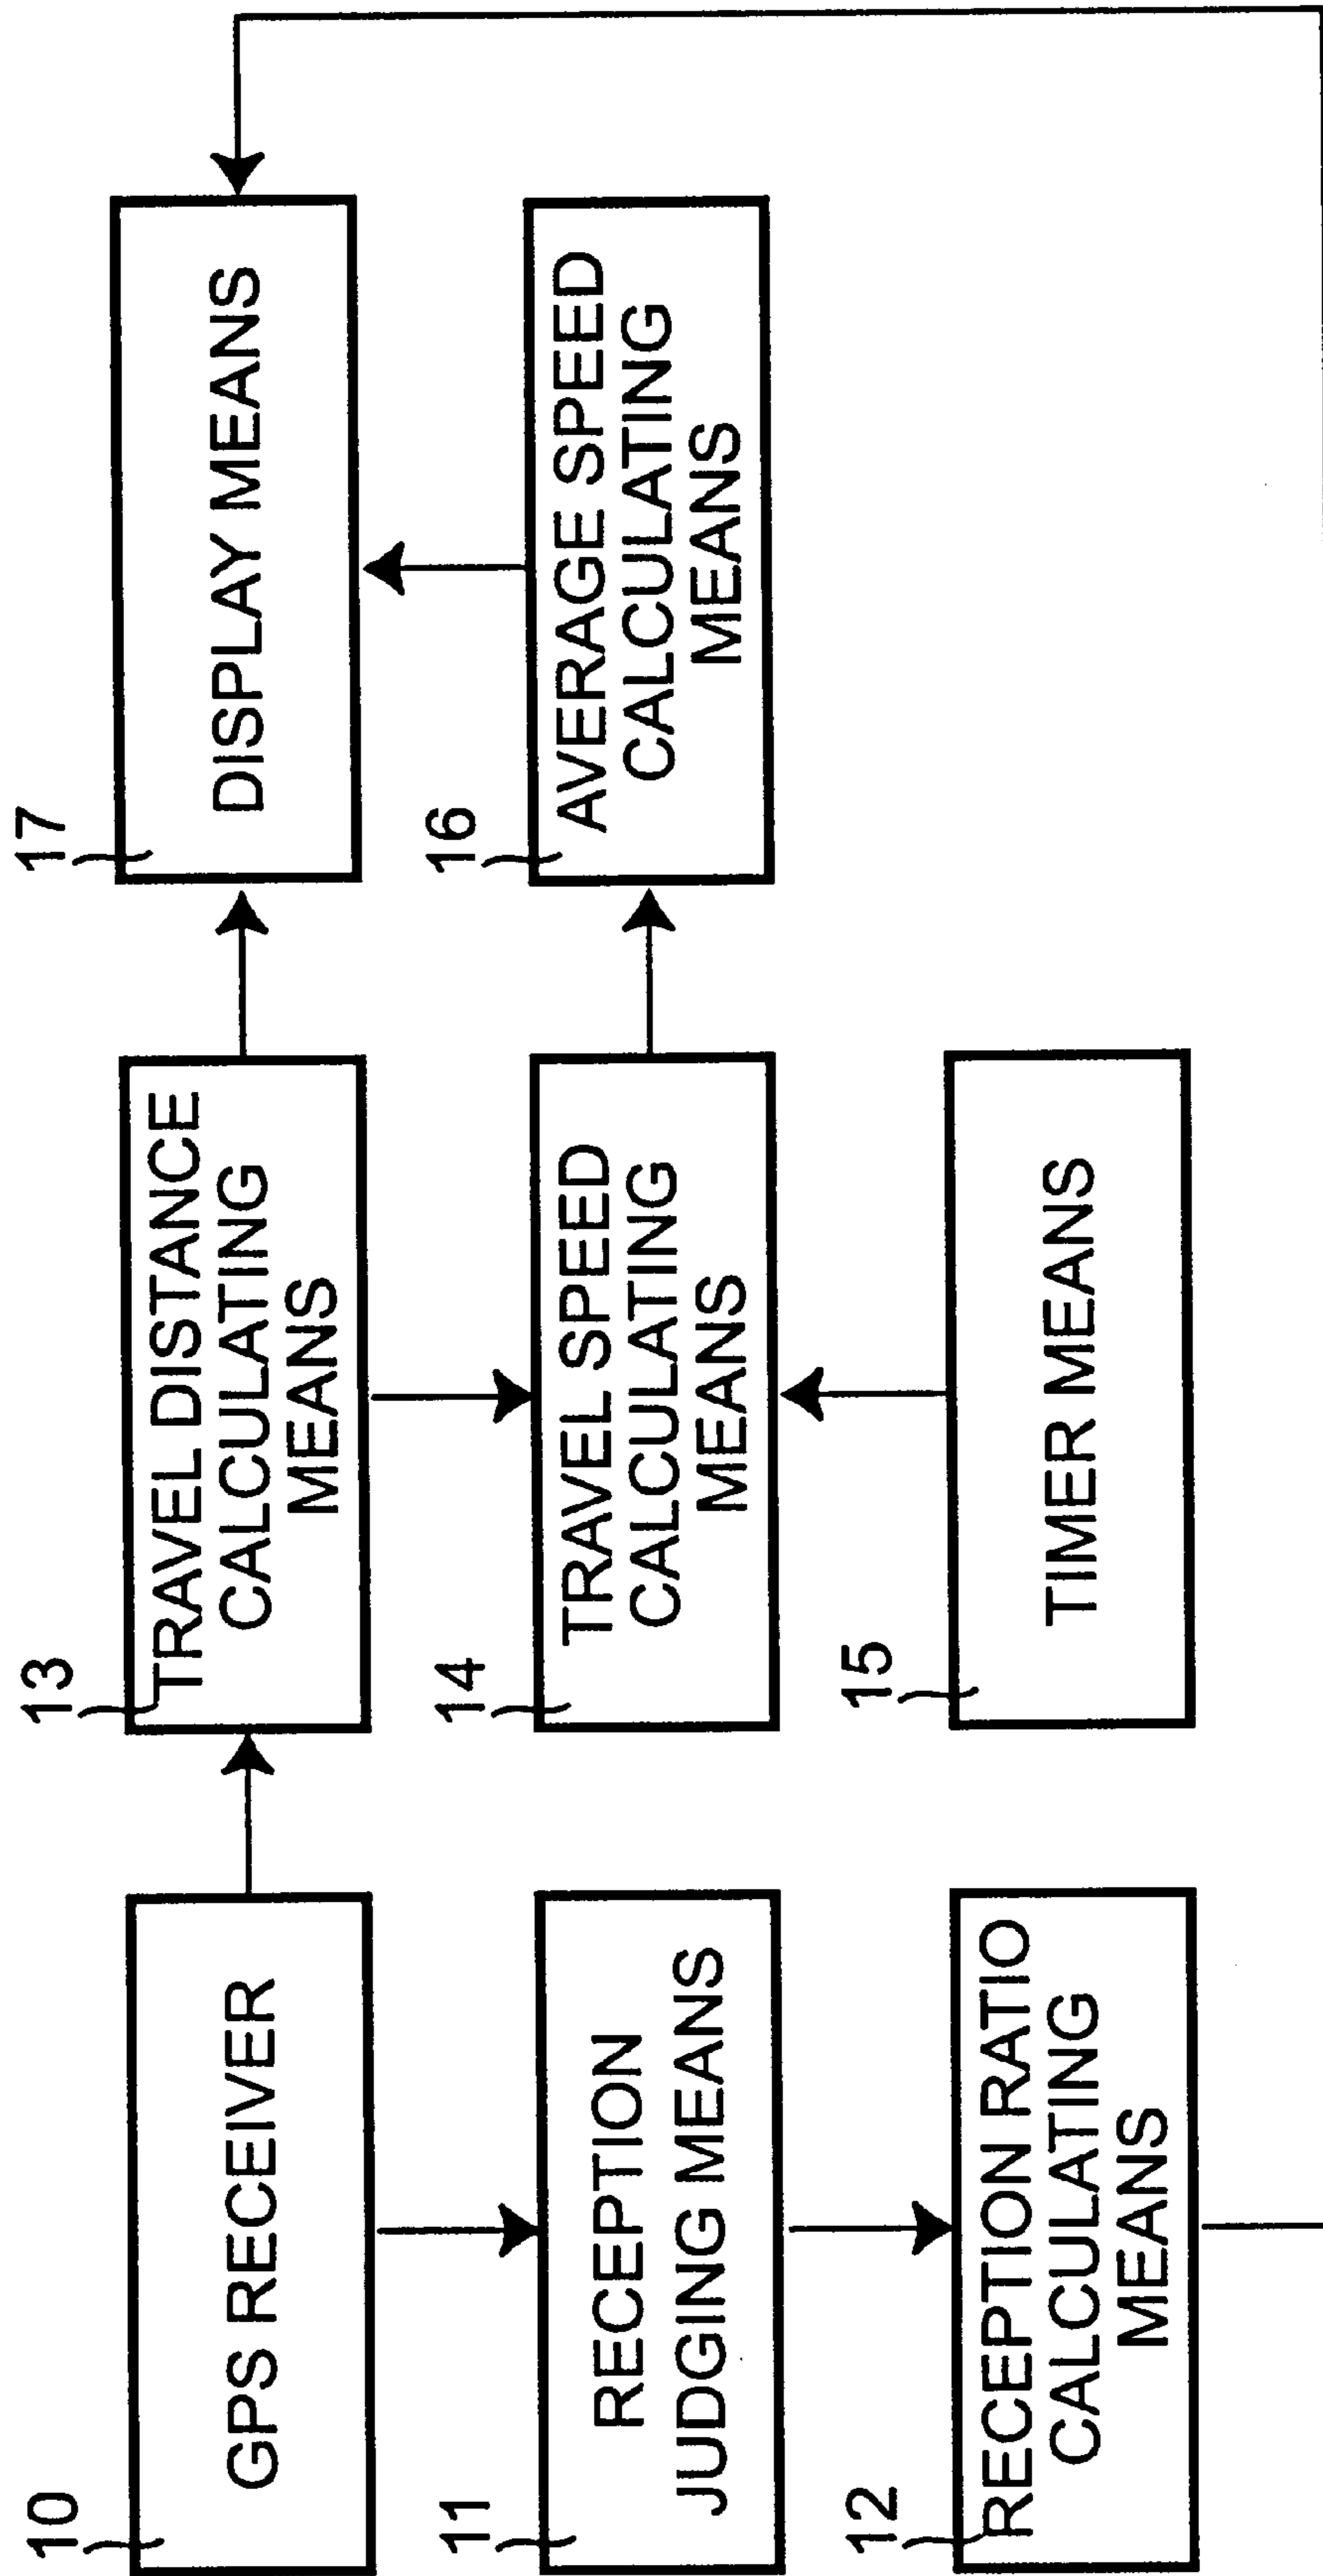 10
GPS RECEIVER
11
RECEPTION
JUDGING MEANS
12
RECEPTION RATIO
CALCULATING
MEANS
13
TRAVEL DISTANCE
CALCULATING
MEANS
14
TRAVEL SPEED
CALCULATING
MEANS
15
TIMER MEANS
17
DISPLAY MEANS
16
AVERAGE SPEED
CALCULATING
MEANS